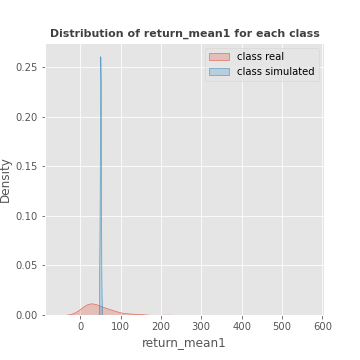 Distribution of return_mean1 for each class
class real
class simulated
0.25
0.20
0.15
0.10
0.05
0.00
Density
0 100 200 300 400 500 600
return_mean1